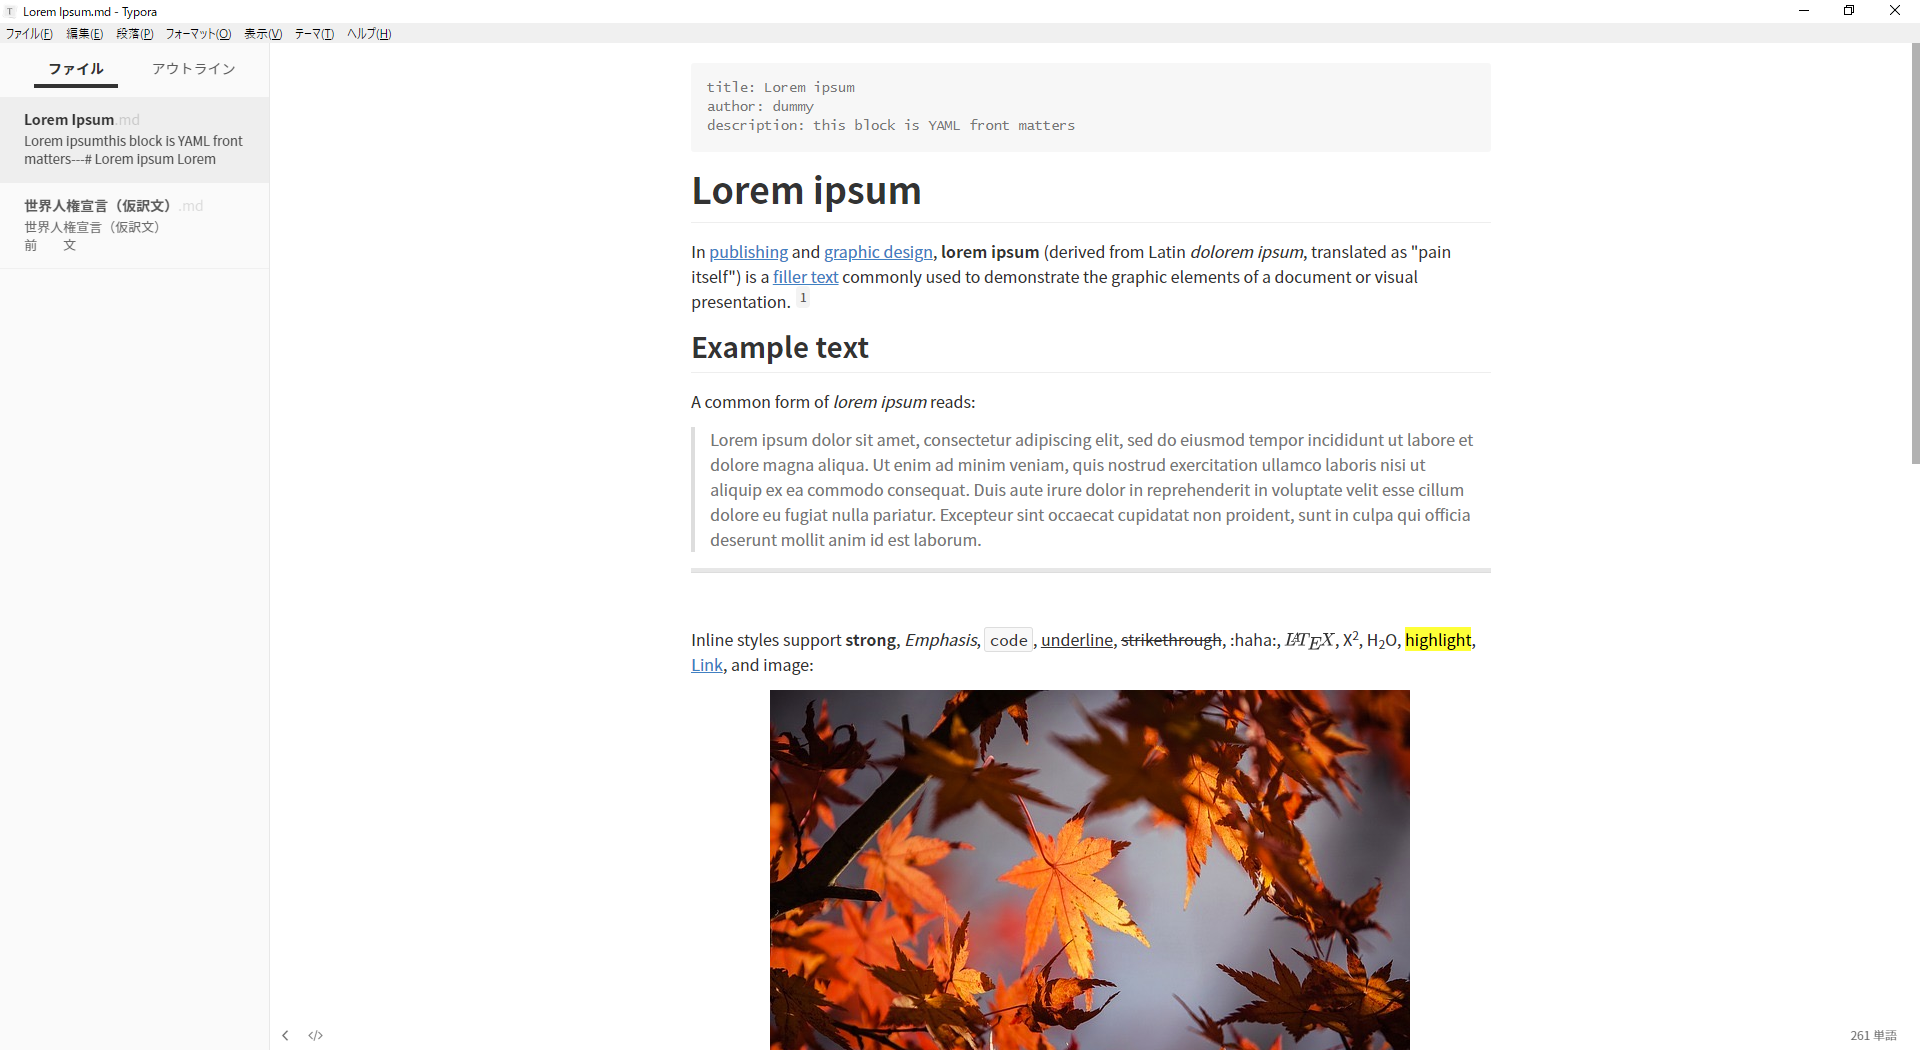 Lorem Ipsum.md - Typora
ファイル(F) 編集(E) 段落(P) フォーマット(O) 表示(V) テーマ(T) ヘルプ(H)
ファイル アウトライン
Lorem Ipsum.md
Lorem ipsumthis block is YAML front
matters---# Lorem ipsum Lorem
世界人権宣言（仮訳文）.md
世界人権宣言（仮訳文）
前　　文
title: Lorem ipsum
author: dummy
description: this block is YAML front matters
Lorem ipsum
In publishing and graphic design, lorem ipsum (derived from Latin dolorem ipsum, translated as "pain
itself") is a filler text commonly used to demonstrate the graphic elements of a document or visual
presentation. 1
Example text
A common form of lorem ipsum reads:
Lorem ipsum dolor sit amet, consectetur adipiscing elit, sed do eiusmod tempor incididunt ut labore et
dolore magna aliqua. Ut enim ad minim veniam, quis nostrud exercitation ullamco laboris nisi ut
aliquip ex ea commodo consequat. Duis aute irure dolor in reprehenderit in voluptate velit esse cillum
dolore eu fugiat nulla pariatur. Excepteur sint occaecat cupidatat non proident, sunt in culpa qui officia
deserunt mollit anim id est laborum.
Inline styles support strong, Emphasis, code, underline, strikethrough, :haha:, LATEX, X2, H2O, highlight,
Link, and image:
</> 261 単語